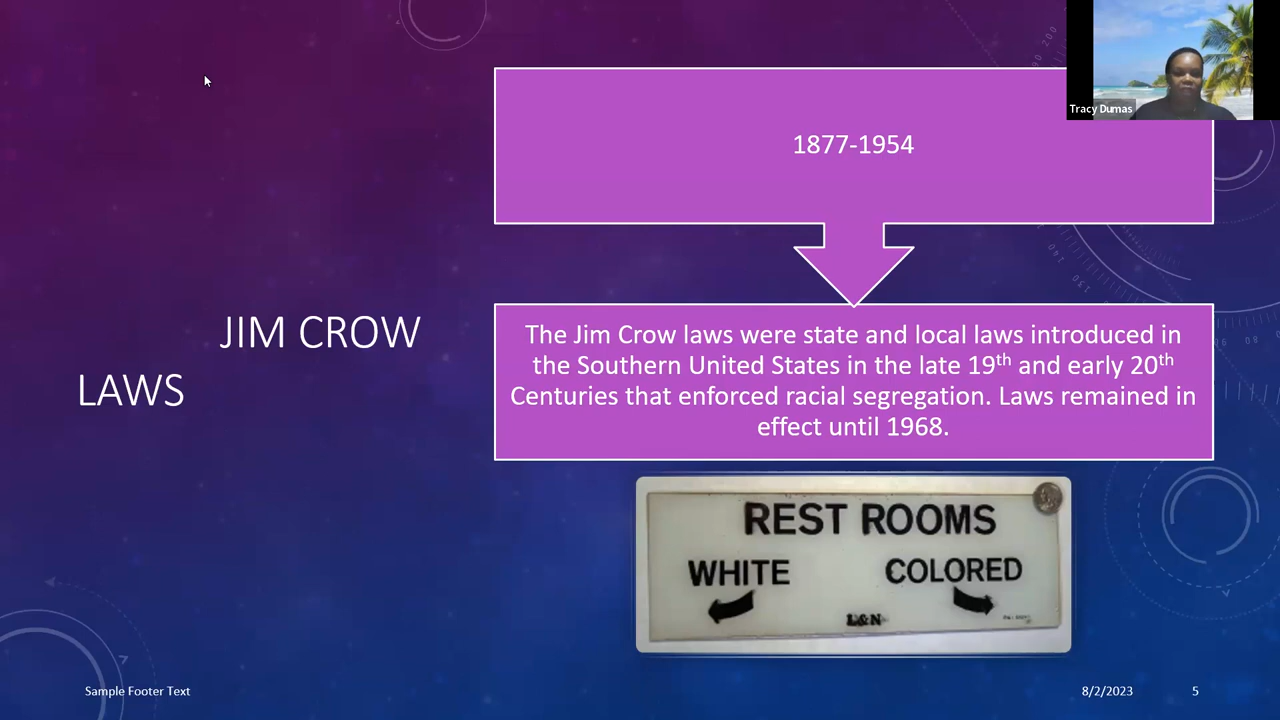 Tracy Dumas
1877-1954
JIM CROW
LAWS
The Jim Crow laws were state and local laws introduced in
the Southern United States in the late 19th and early 20th
Centuries that enforced racial segregation. Laws remained in
effect until 1968.
REST ROOMS
WHITE COLORED
L&N
Sample Footer Text
8/2/2023
5